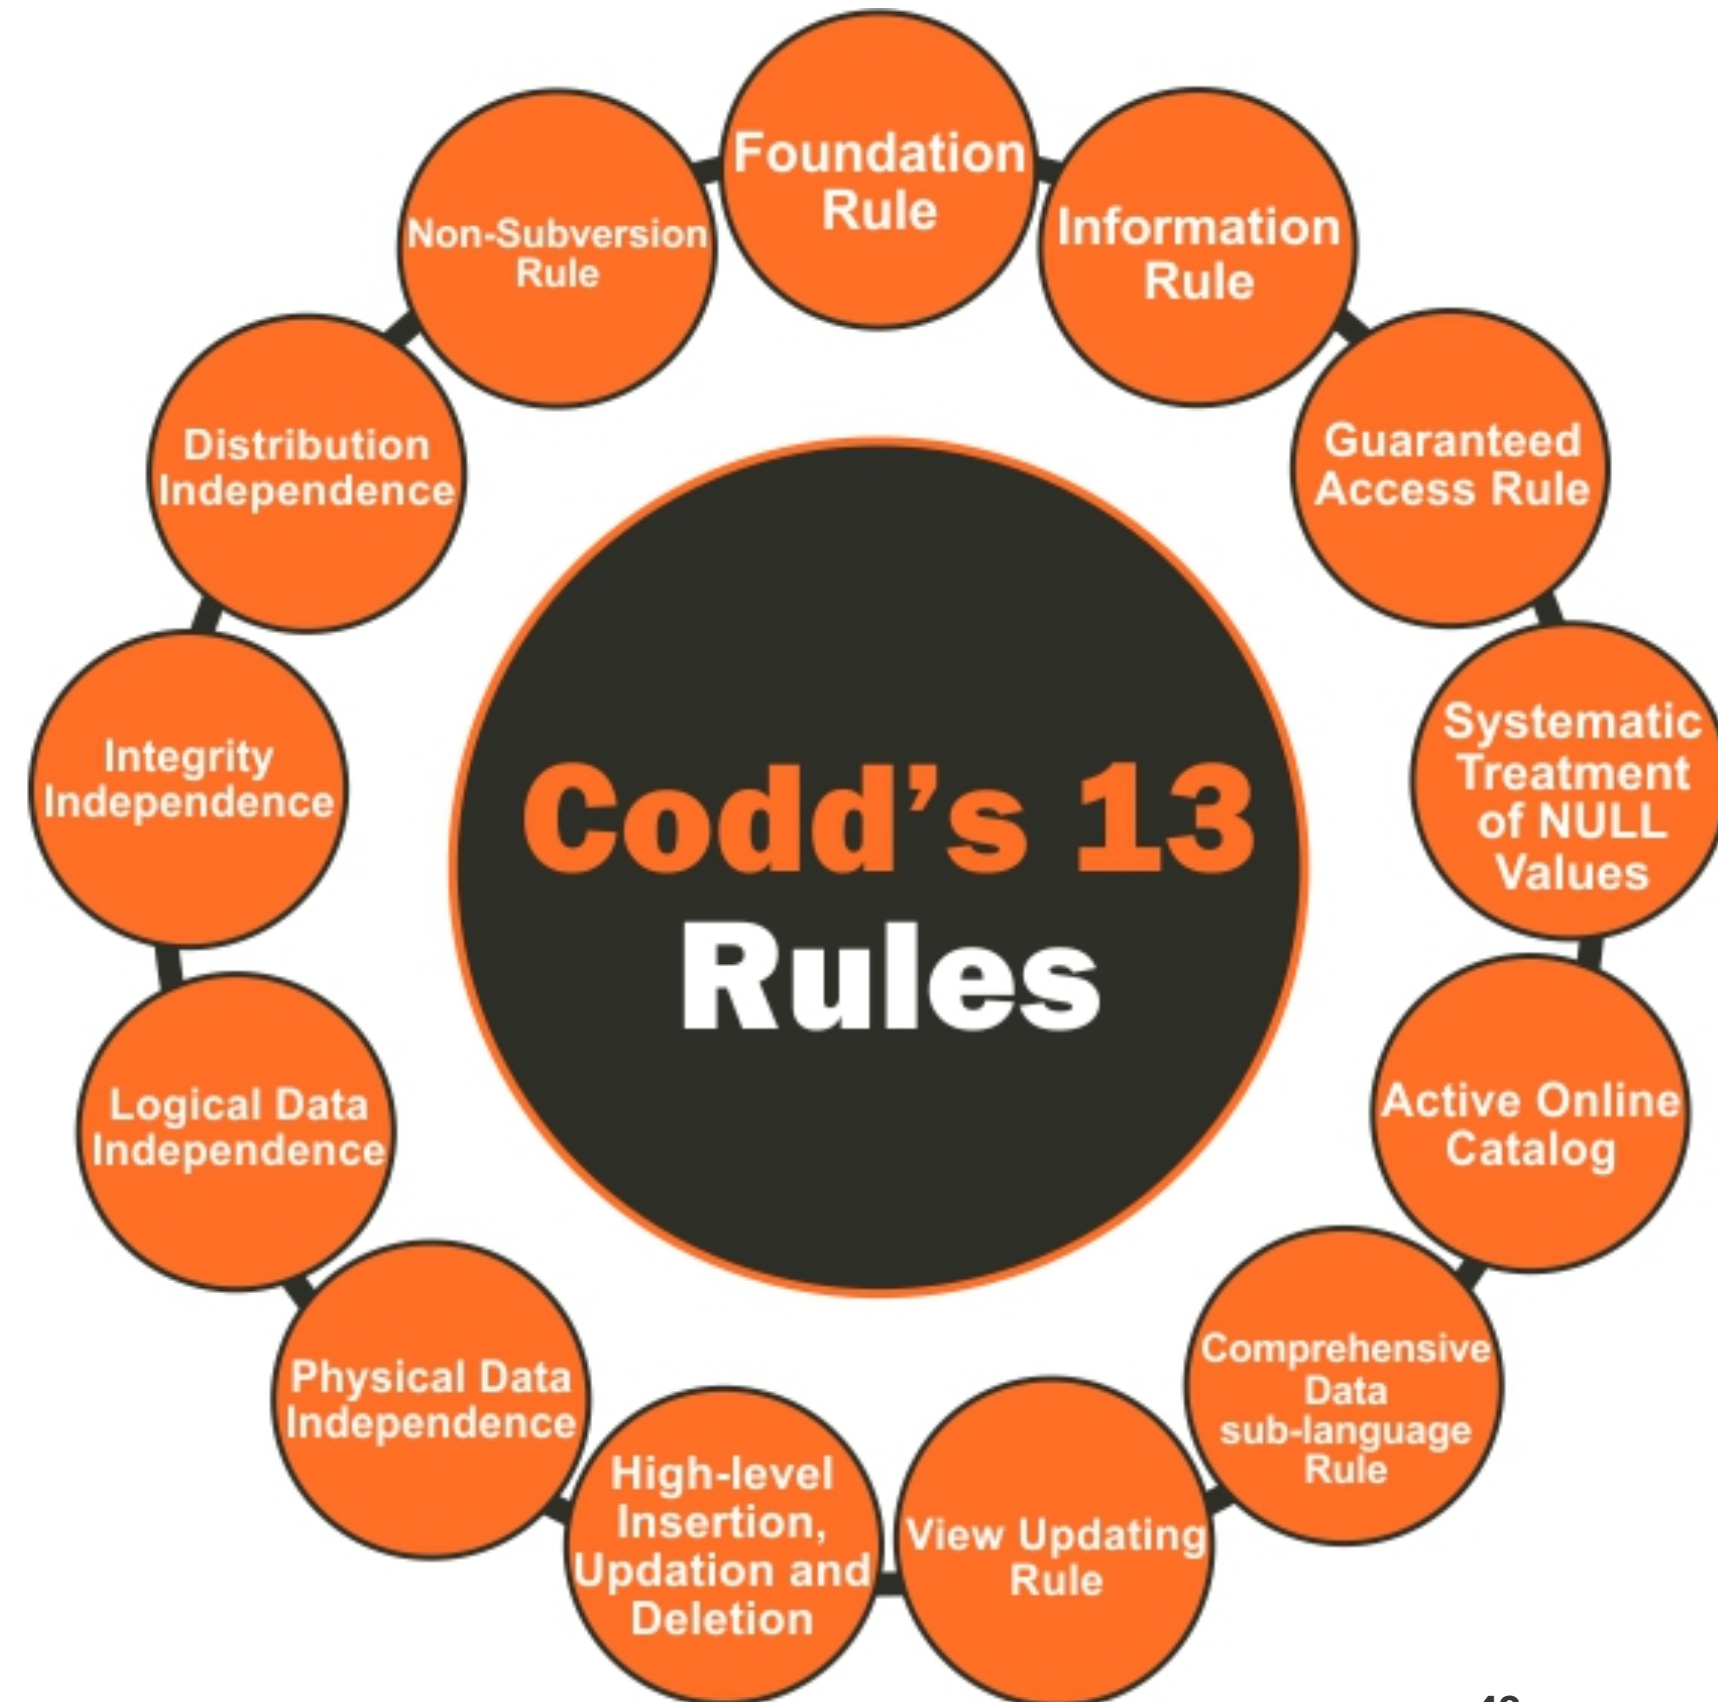 Foundation
Rule
Information
Rule
Guaranteed
Access Rule
Systematic
Treatment
of NULL
Values
Active Online
Catalog
Comprehensive
Data
sub-language
Rule
View Updating
Rule
High-level
Insertion,
Updation and
Deletion
Physical Data
Independence
Logical Data
Independence
Integrity
Independence
Distribution
Independence
Non-Subversion
Rule
Codd's 13
Rules